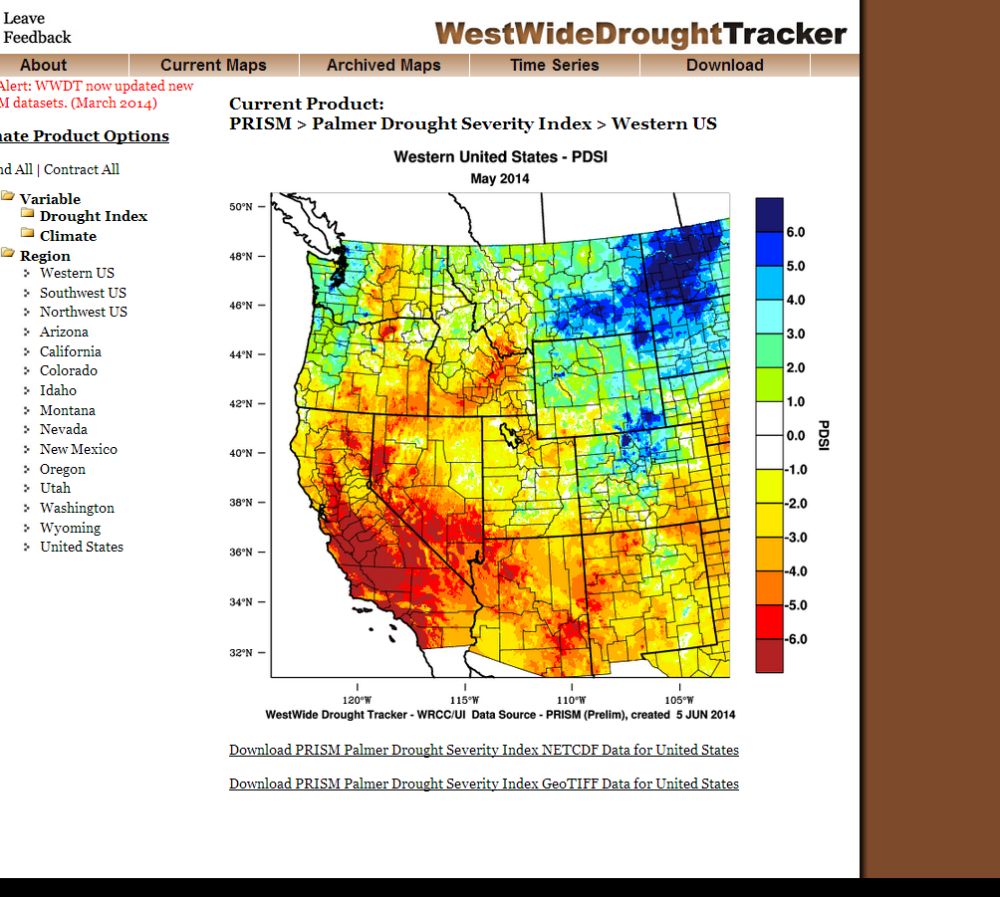 Leave
Feedback
WestWideDroughtTracker
About Current Maps Archived Maps Time Series Download
Alert: WWDT now updated new
M datasets. (March 2014)
ate Product Options
nd All | Contract All
Variable
Drought Index
Climate
Region
Western US
Southwest US
Northwest US
Arizona
California
Colorado
Idaho
Montana
Nevada
New Mexico
Oregon
Utah
Washington
Wyoming
United States
Current Product:
PRISM > Palmer Drought Severity Index > Western US
Western United States - PDSI
May 2014
50°N
48°N
46°N
44°N
42°N
40°N
38°N
36°N
34°N
32°N
120°W 115°W 110°W 105°W
6.0
5.0
4.0
3.0
2.0
1.0
0.0
-1.0
-2.0
-3.0
-4.0
-5.0
-6.0
PDSI
WestWide Drought Tracker - WRCC/UI Data Source - PRISM (Prelim), created 5 JUN 2014
Download PRISM Palmer Drought Severity Index NETCDF Data for United States
Download PRISM Palmer Drought Severity Index GeoTIFF Data for United States